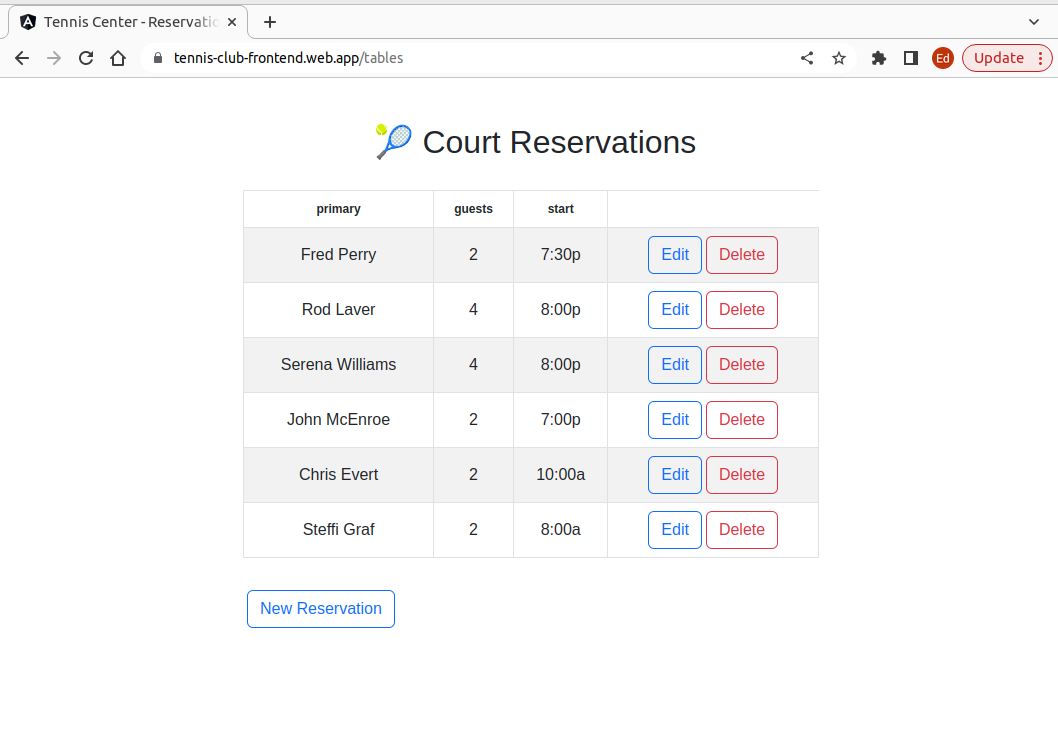 Tennis Center - Reservatio
tennis-club-frontend.web.app/tables
Ed
Update
Court Reservations
primary guests start
Fred Perry 2 7:30p Edit Delete
Rod Laver 4 8:00p Edit Delete
Serena Williams 4 8:00p Edit Delete
John McEnroe 2 7:00p Edit Delete
Chris Evert 2 10:00a Edit Delete
Steffi Graf 2 8:00a Edit Delete
New Reservation